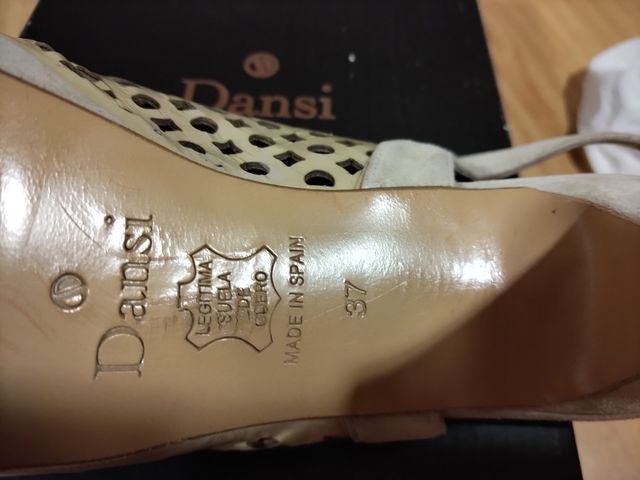 Dansi
Dansi
LEGITIMA
SUELA
DE
CUERO
MADE IN SPAIN
37